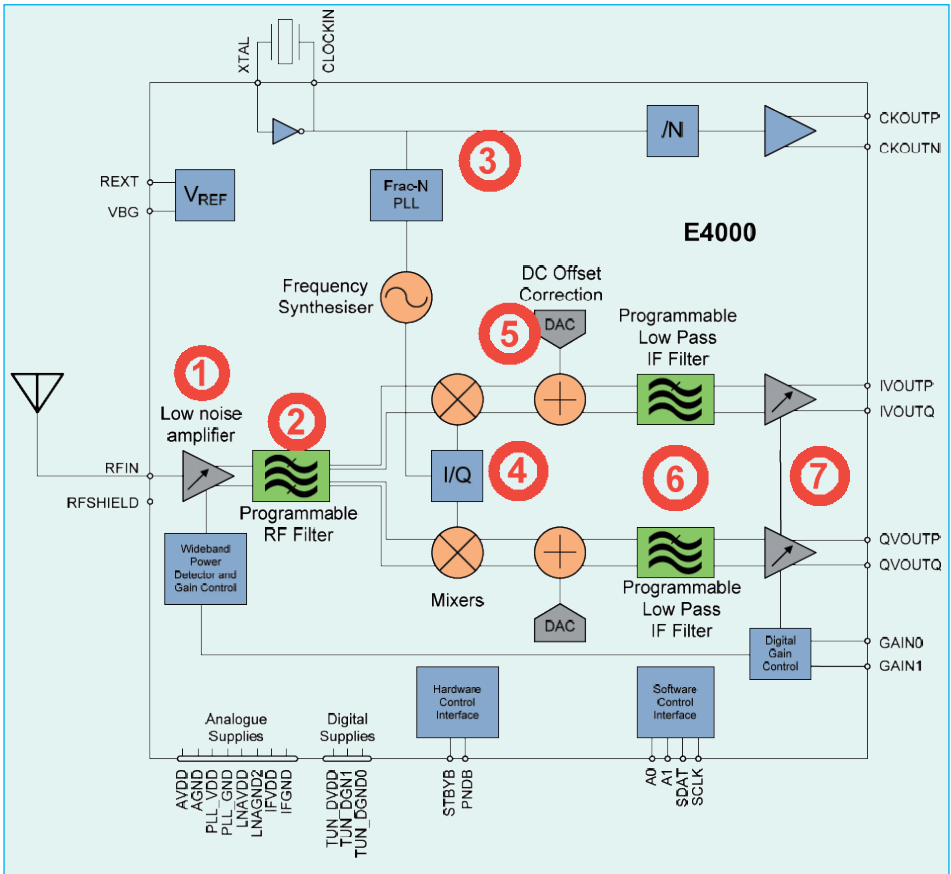 XTAL
CLOCKIN
CKOUTP
/N
CKOUTN
3
REXT
VREF
VBG
Frac-N
PLL
E4000
Frequency
Synthesiser
DC Offset
Correction
DAC
5
Programmable
Low Pass
IF Filter
1
Low noise
amplifier
2
IVOUTP
IVOUTQ
RFIN
RFSHIELD
Programmable
RF Filter
I/Q
4
6
7
Wideband
Power
Detector and
Gain Control
Mixers
DAC
Programmable
Low Pass
IF Filter
QVOUTP
QVOUTQ
Digital
Gain
Control
GAIN0
GAIN1
Hardware
Control
Interface
Software
Control
Interface
Analogue
Supplies
Digital
Supplies
AVDD
AGND
PLL_VDD
PLL_GND
LNAVDD
LNAGND2
IFVDD
IFGND
TUN_DVDD
TUN_DGN1
TUN_DGND0
STBYB
PNDB
A0
A1
SDAT
SCLK